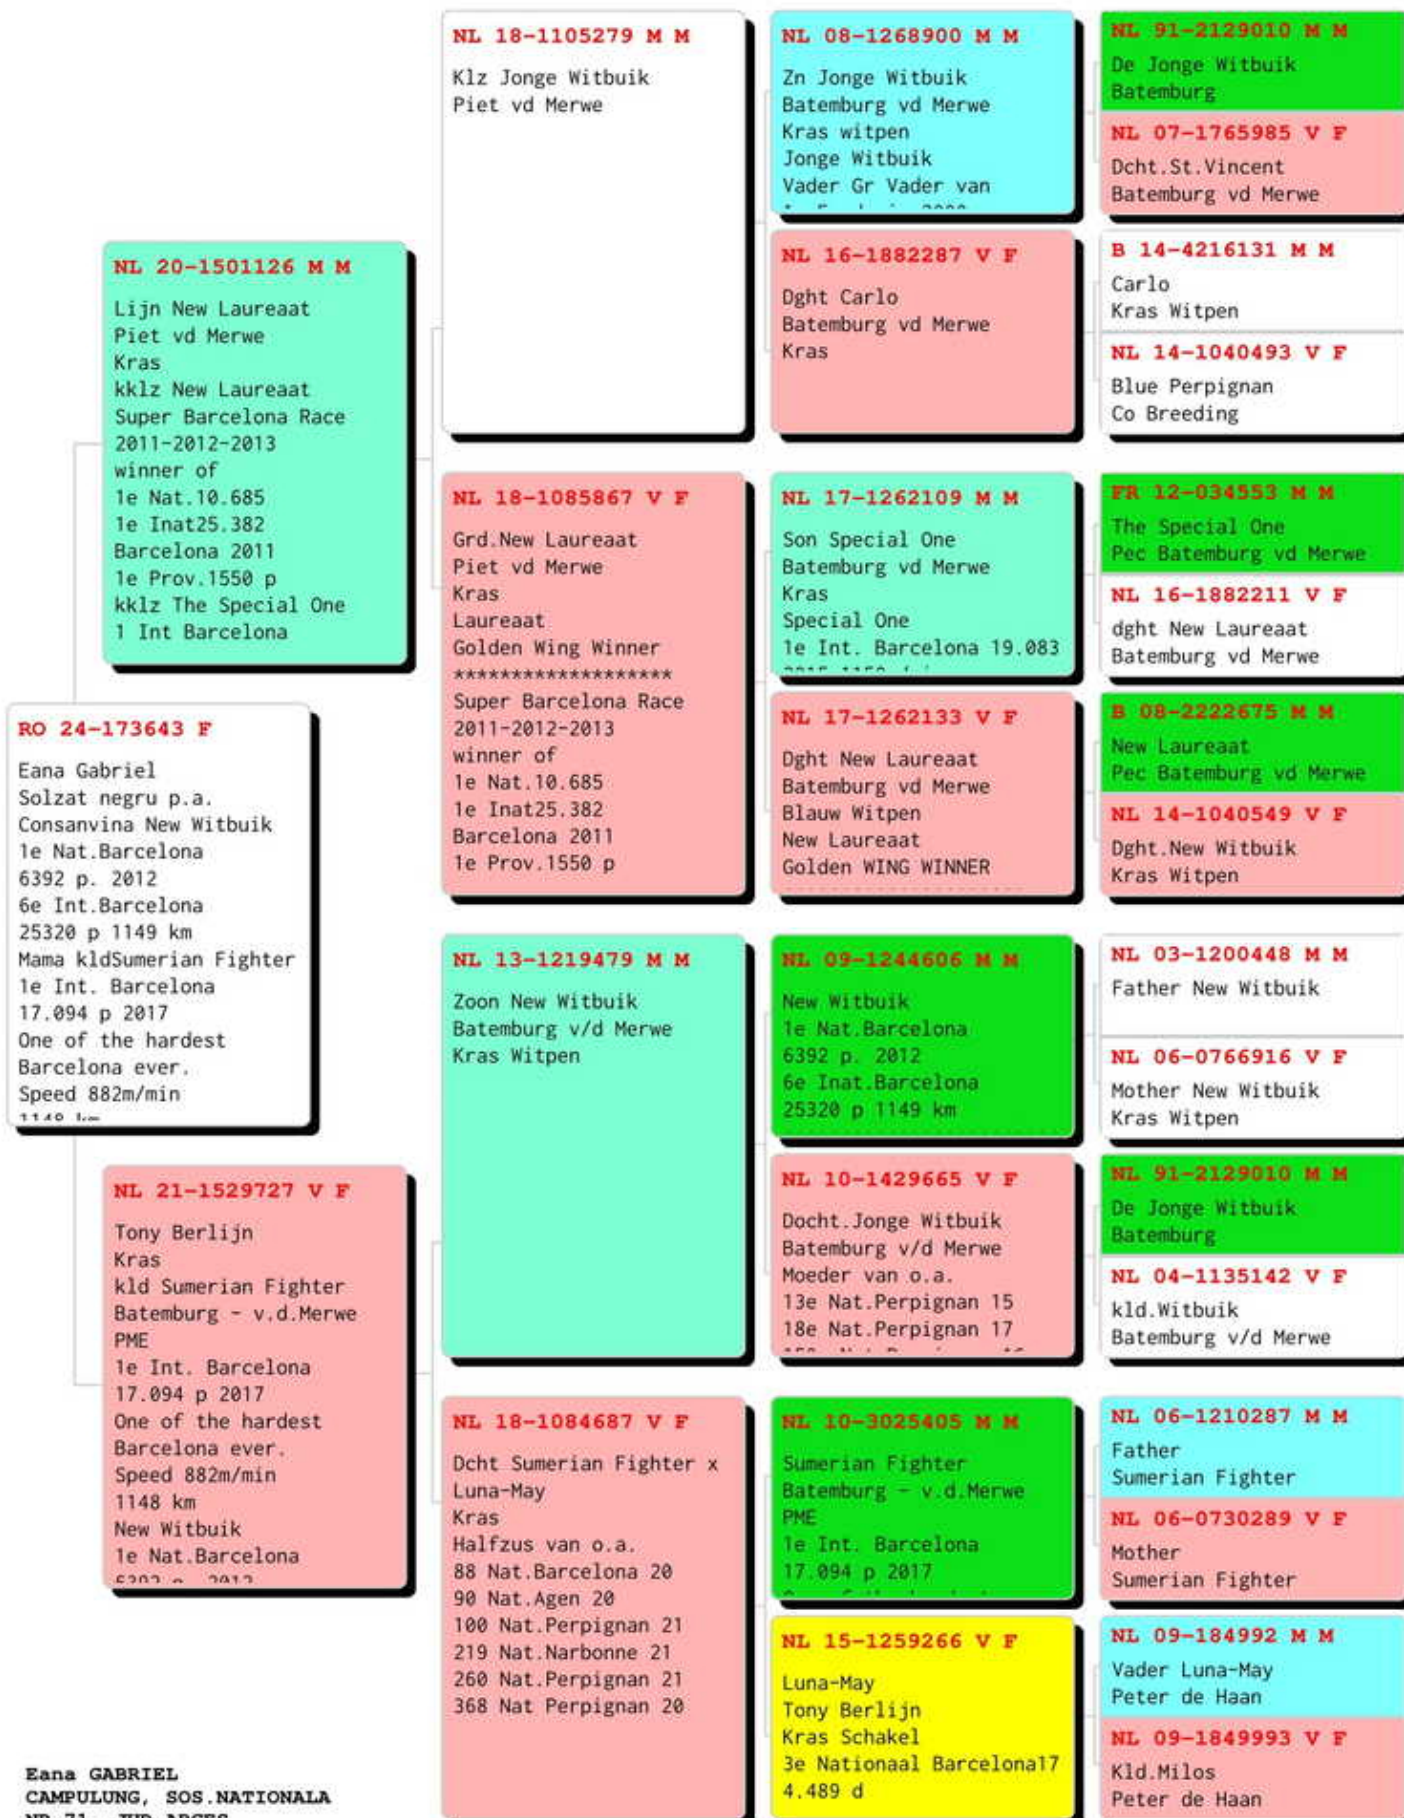 NL 18-1105279 M M
Klz Jonge Witbuik
Piet vd Merwe
NL 08-1268900 M M
Zn Jonge Witbuik
Batemburg vd Merwe
Kras witpen
Jonge Witbuik
Vader Gr Vader van
NL 91-2129010 M M
De Jonge Witbuik
Batemburg
NL 07-1765985 V F
Dcht.St.Vincent
Batemburg vd Merwe
NL 16-1882287 V F
Dght Carlo
Batemburg vd Merwe
Kras
B 14-4216131 M M
Carlo
Kras Witpen
NL 14-1040493 V F
Blue Perpignan
Co Breeding
NL 20-1501126 M M
Lijn New Laureaat
Piet vd Merwe
Kras
kklz New Laureaat
Super Barcelona Race
2011-2012-2013
winner of
1e Nat.10.685
1e Inat25.382
Barcelona 2011
1e Prov.1550 p
kklz The Special One
1 Int Barcelona
NL 18-1085867 V F
Grd.New Laureaat
Piet vd Merwe
Kras
Laureaat
Golden Wing Winner
*******************
Super Barcelona Race
2011-2012-2013
winner of
1e Nat.10.685
1e Inat25.382
Barcelona 2011
1e Prov.1550 p
NL 17-1262109 M M
Son Special One
Batemburg vd Merwe
Kras
Special One
1e Int. Barcelona 19.083
FR 12-034553 M M
The Special One
Pec Batemburg vd Merwe
NL 16-1882211 V F
dght New Laureaat
Batemburg vd Merwe
NL 17-1262133 V F
Dght New Laureaat
Batemburg vd Merwe
Blauw Witpen
New Laureaat
Golden WING WINNER
B 08-2222675 M M
New Laureaat
Pec Batemburg vd Merwe
NL 14-1040549 V F
Dght.New Witbuik
Kras Witpen
RO 24-173643 F
Eana Gabriel
Solzat negru p.a.
Consanvina New Witbuik
1e Nat.Barcelona
6392 p. 2012
6e Int.Barcelona
25320 p 1149 km
Mama kldSumerian Fighter
1e Int. Barcelona
17.094 p 2017
One of the hardest
Barcelona ever.
Speed 882m/min
1148 km
NL 13-1219479 M M
Zoon New Witbuik
Batemburg v/d Merwe
Kras Witpen
NL 09-1244606 M M
New Witbuik
1e Nat.Barcelona
6392 p. 2012
6e Inat.Barcelona
25320 p 1149 km
NL 03-1200448 M M
Father New Witbuik
NL 06-0766916 V F
Mother New Witbuik
Kras Witpen
NL 10-1429665 V F
Docht.Jonge Witbuik
Batemburg v/d Merwe
Moeder van o.a.
13e Nat.Perpignan 15
18e Nat.Perpignan 17
NL 91-2129010 M M
De Jonge Witbuik
Batemburg
NL 04-1135142 V F
kld.Witbuik
Batemburg v/d Merwe
NL 21-1529727 V F
Tony Berlijn
Kras
kld Sumerian Fighter
Batemburg - v.d.Merwe
PME
1e Int. Barcelona
17.094 p 2017
One of the hardest
Barcelona ever.
Speed 882m/min
1148 km
New Witbuik
1e Nat.Barcelona
6392 p. 2012
NL 18-1084687 V F
Dcht Sumerian Fighter x
Luna-May
Kras
Halfzus van o.a.
88 Nat.Barcelona 20
90 Nat.Agen 20
100 Nat.Perpignan 21
219 Nat.Narbonne 21
260 Nat.Perpignan 21
368 Nat Perpignan 20
NL 10-3025405 M M
Sumerian Fighter
Batemburg - v.d.Merwe
PME
1e Int. Barcelona
17.094 p 2017
NL 06-1210287 M M
Father
Sumerian Fighter
NL 06-0730289 V F
Mother
Sumerian Fighter
NL 15-1259266 V F
Luna-May
Tony Berlijn
Kras Schakel
3e Nationaal Barcelona17
4.489 d
NL 09-184992 M M
Vader Luna-May
Peter de Haan
NL 09-1849993 V F
Kld.Milos
Peter de Haan
Eana GABRIEL
CAMPULUNG, SOS.NATIONALA
NR 71, JUD ARGES